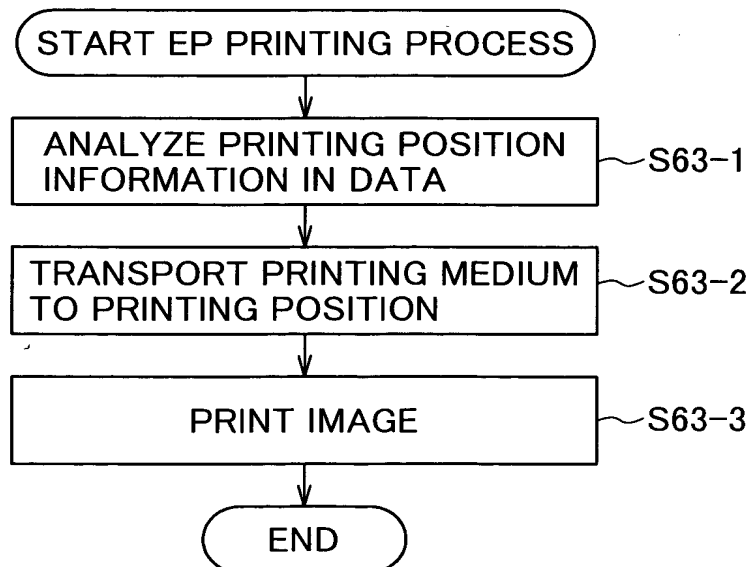 START EP PRINTING PROCESS
ANALYZE PRINTING POSITION
INFORMATION IN DATA
S63-1
TRANSPORT PRINTING MEDIUM
TO PRINTING POSITION
S63-2
PRINT IMAGE
S63-3
END